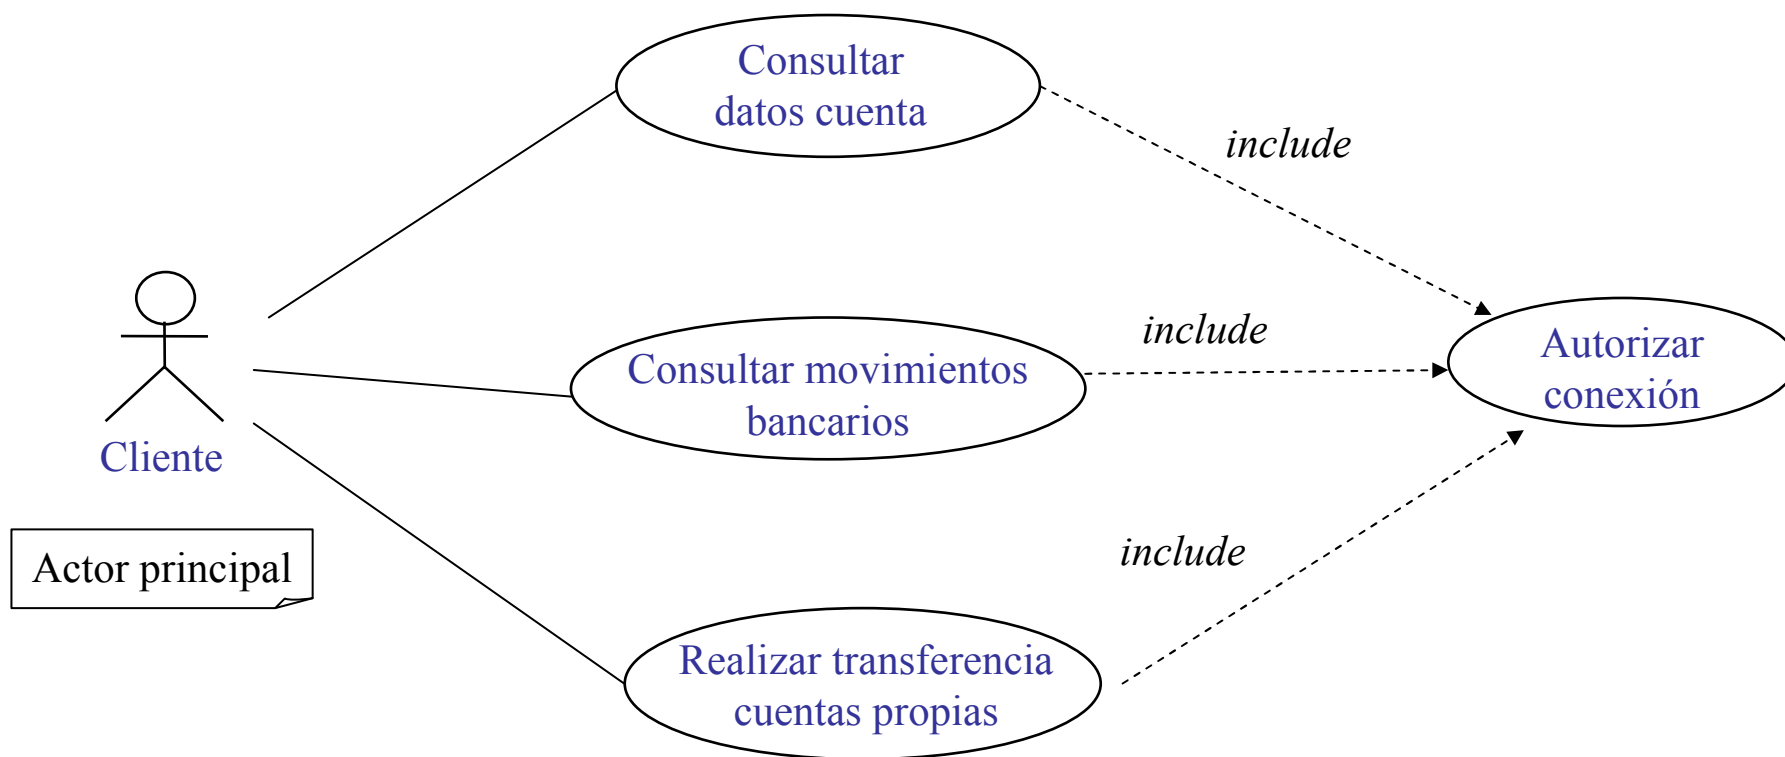 Consultar
datos cuenta
include
include
Consultar movimientos
bancarios
Autorizar
conexión
Cliente
Actor principal
include
Realizar transferencia
cuentas propias